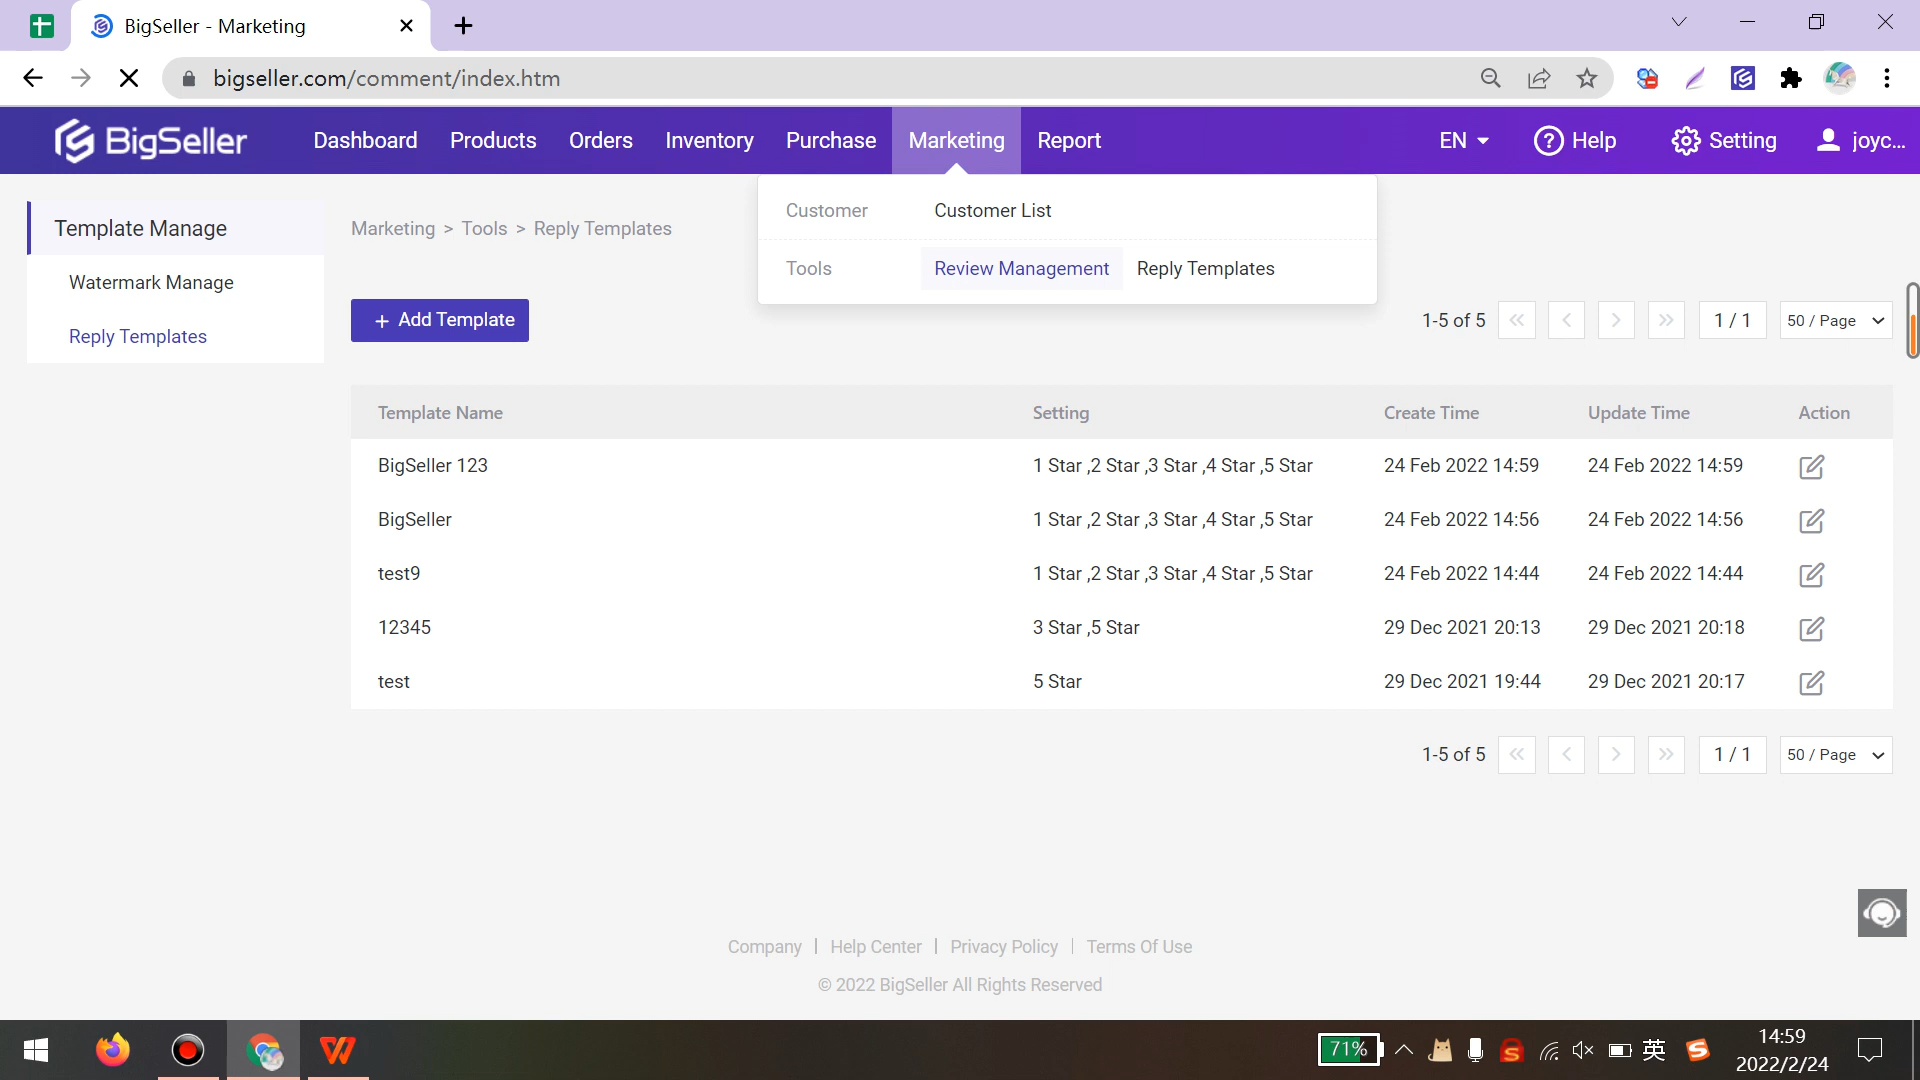 BigSeller - Marketing
bigseller.com/comment/index.htm
BigSeller
Dashboard Products Orders Inventory Purchase Marketing Report EN Help Setting joyc...
Customer Customer List
Tools Review Management Reply Templates
Template Manage
Watermark Manage
Reply Templates
Marketing > Tools > Reply Templates
+ Add Template
1-5 of 5 1 / 1 50 / Page
Template Name Setting Create Time Update Time Action
BigSeller 123 1 Star ,2 Star ,3 Star ,4 Star ,5 Star 24 Feb 2022 14:59 24 Feb 2022 14:59
BigSeller 1 Star ,2 Star ,3 Star ,4 Star ,5 Star 24 Feb 2022 14:56 24 Feb 2022 14:56
test9 1 Star ,2 Star ,3 Star ,4 Star ,5 Star 24 Feb 2022 14:44 24 Feb 2022 14:44
12345 3 Star ,5 Star 29 Dec 2021 20:13 29 Dec 2021 20:18
test 5 Star 29 Dec 2021 19:44 29 Dec 2021 20:17
1-5 of 5 1 / 1 50 / Page
Company | Help Center | Privacy Policy | Terms Of Use
© 2022 BigSeller All Rights Reserved
71% 英 14:59
2022/2/24